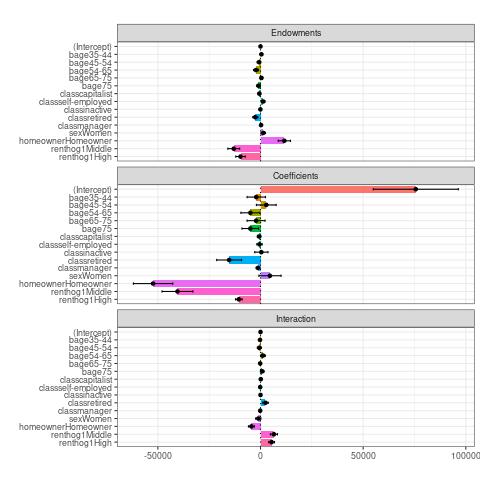 Endowments
(Intercept)
bage35-44
bage45-54
bage54-65
bage65-75
bage75
classcapitalist
classself-employed
classinactive
classretired
classmanager
sexWomen
homeownerHomeowner
renthog1Middle
renthog1High
Coefficients
(Intercept)
bage35-44
bage45-54
bage54-65
bage65-75
bage75
classcapitalist
classself-employed
classinactive
classretired
classmanager
sexWomen
homeownerHomeowner
renthog1Middle
renthog1High
Interaction
(Intercept)
bage35-44
bage45-54
bage54-65
bage65-75
bage75
classcapitalist
classself-employed
classinactive
classretired
classmanager
sexWomen
homeownerHomeowner
renthog1Middle
renthog1High
-50000 0 50000 100000